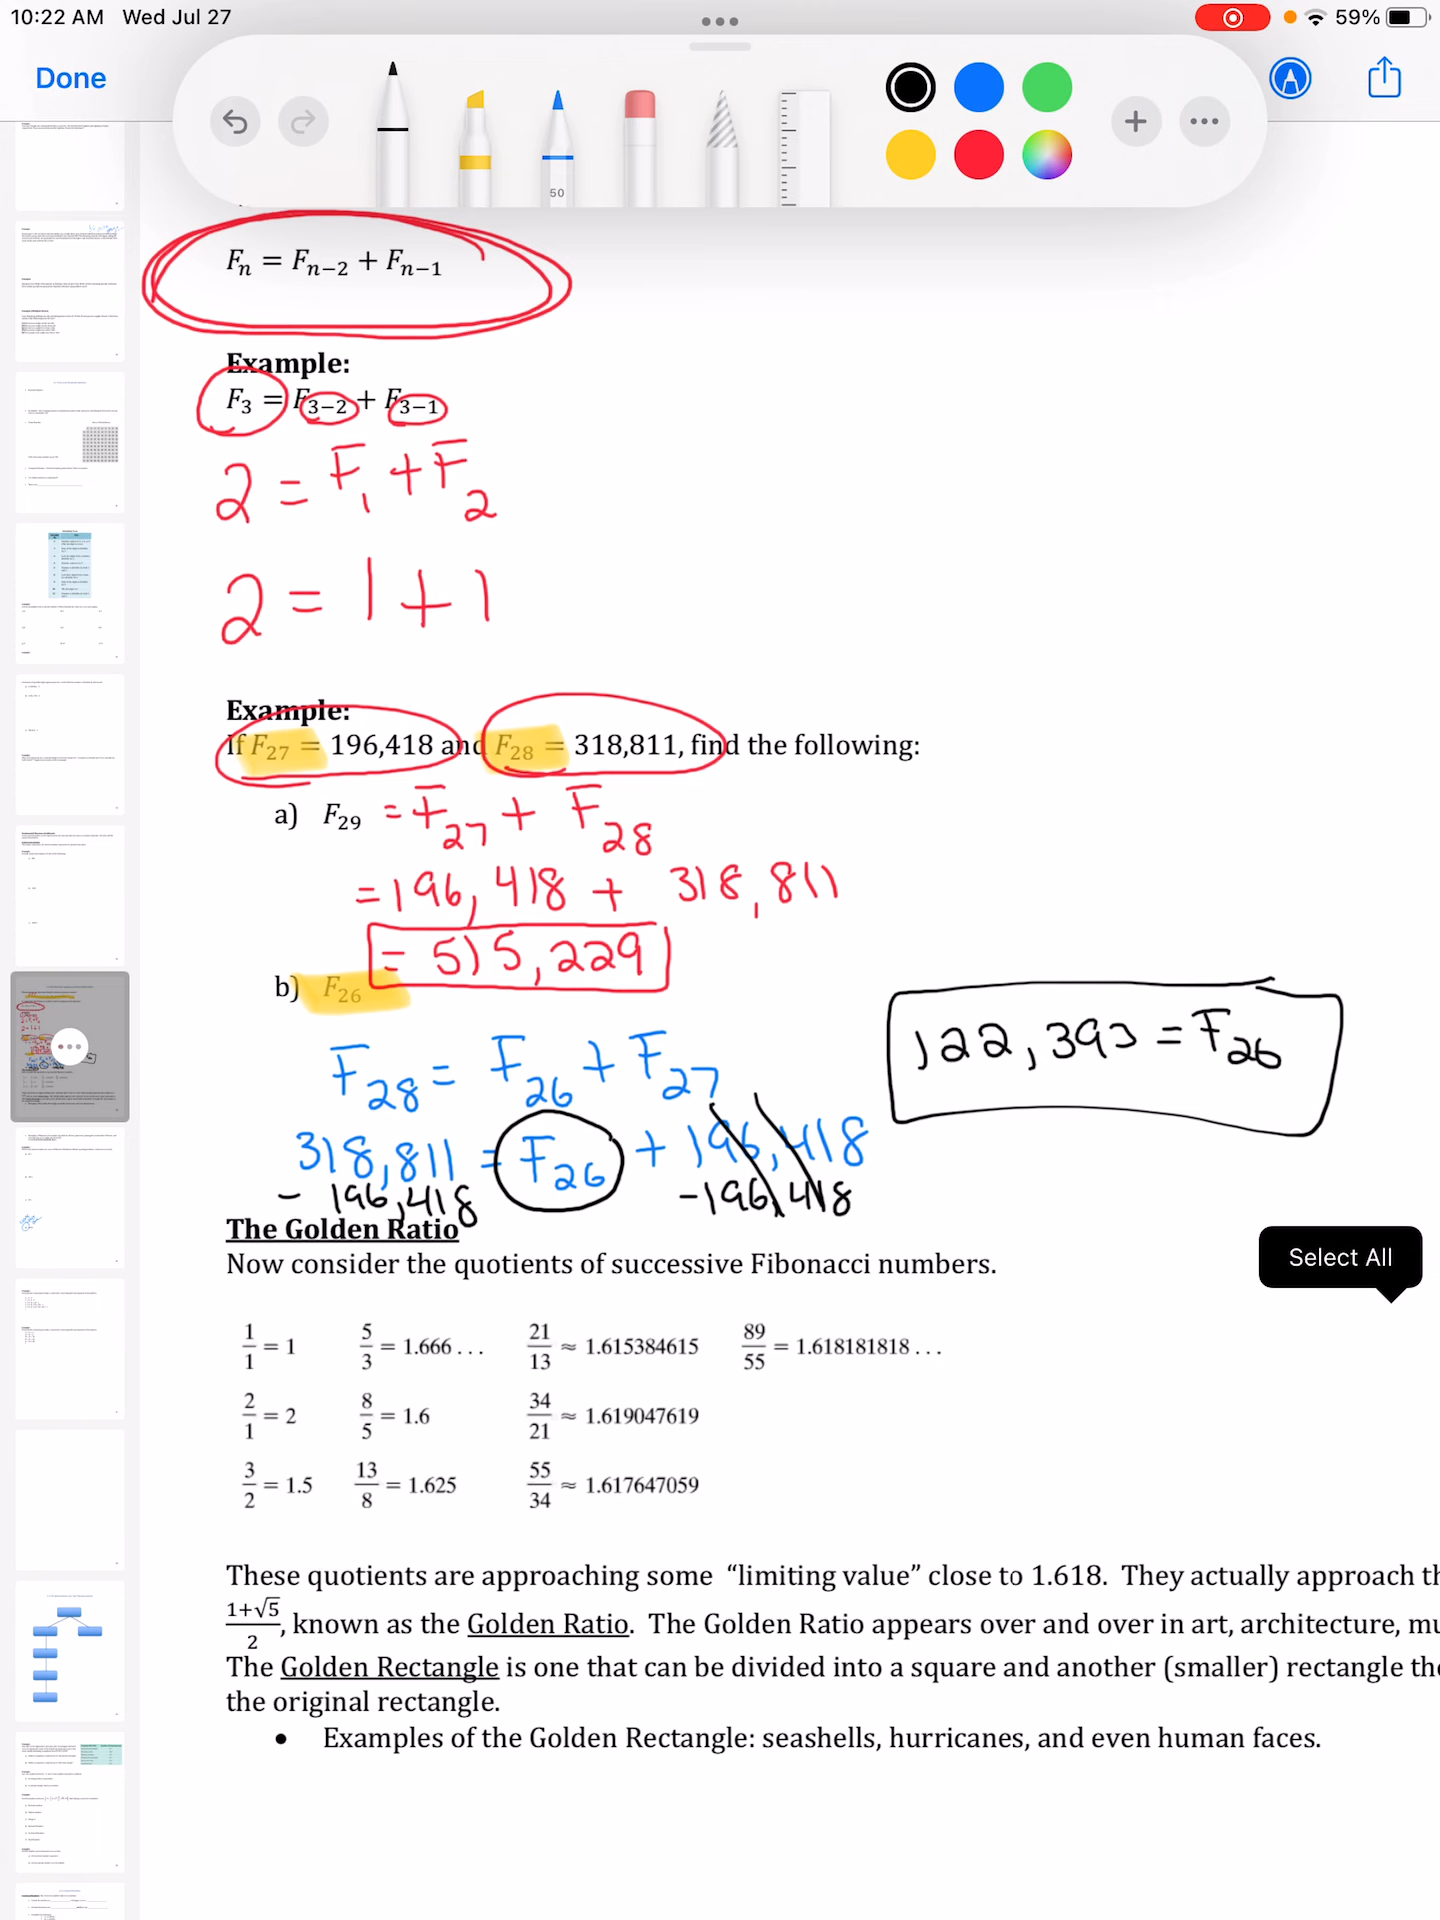 10:22 AM Wed Jul 27
59%
Done
50
Fn = Fn−2 + Fn−1
Example:
F3 = F3−2 + F3−1
2 = F1 + F2
2 = 1 + 1
Example:
If F27 = 196,418 and F28 = 318,811, find the following:
a) F29 = F27 + F28
= 196,418 + 318,811
= 515,229
b) F26
122,393 = F26
F28 = F26 + F27
318,811 = F26 + 196,418
- 196,418 -196,418
The Golden Ratio
Now consider the quotients of successive Fibonacci numbers.
Select All
1/1 = 1 5/3 = 1.666 . . . 21/13 ≈ 1.615384615 89/55 = 1.618181818 . . .
2/1 = 2 8/5 = 1.6 34/21 ≈ 1.619047619
3/2 = 1.5 13/8 = 1.625 55/34 ≈ 1.617647059
These quotients are approaching some “limiting value” close to 1.618. They actually approach th
(1+√5)/2, known as the Golden Ratio. The Golden Ratio appears over and over in art, architecture, mu
The Golden Rectangle is one that can be divided into a square and another (smaller) rectangle the
the original rectangle.
• Examples of the Golden Rectangle: seashells, hurricanes, and even human faces.